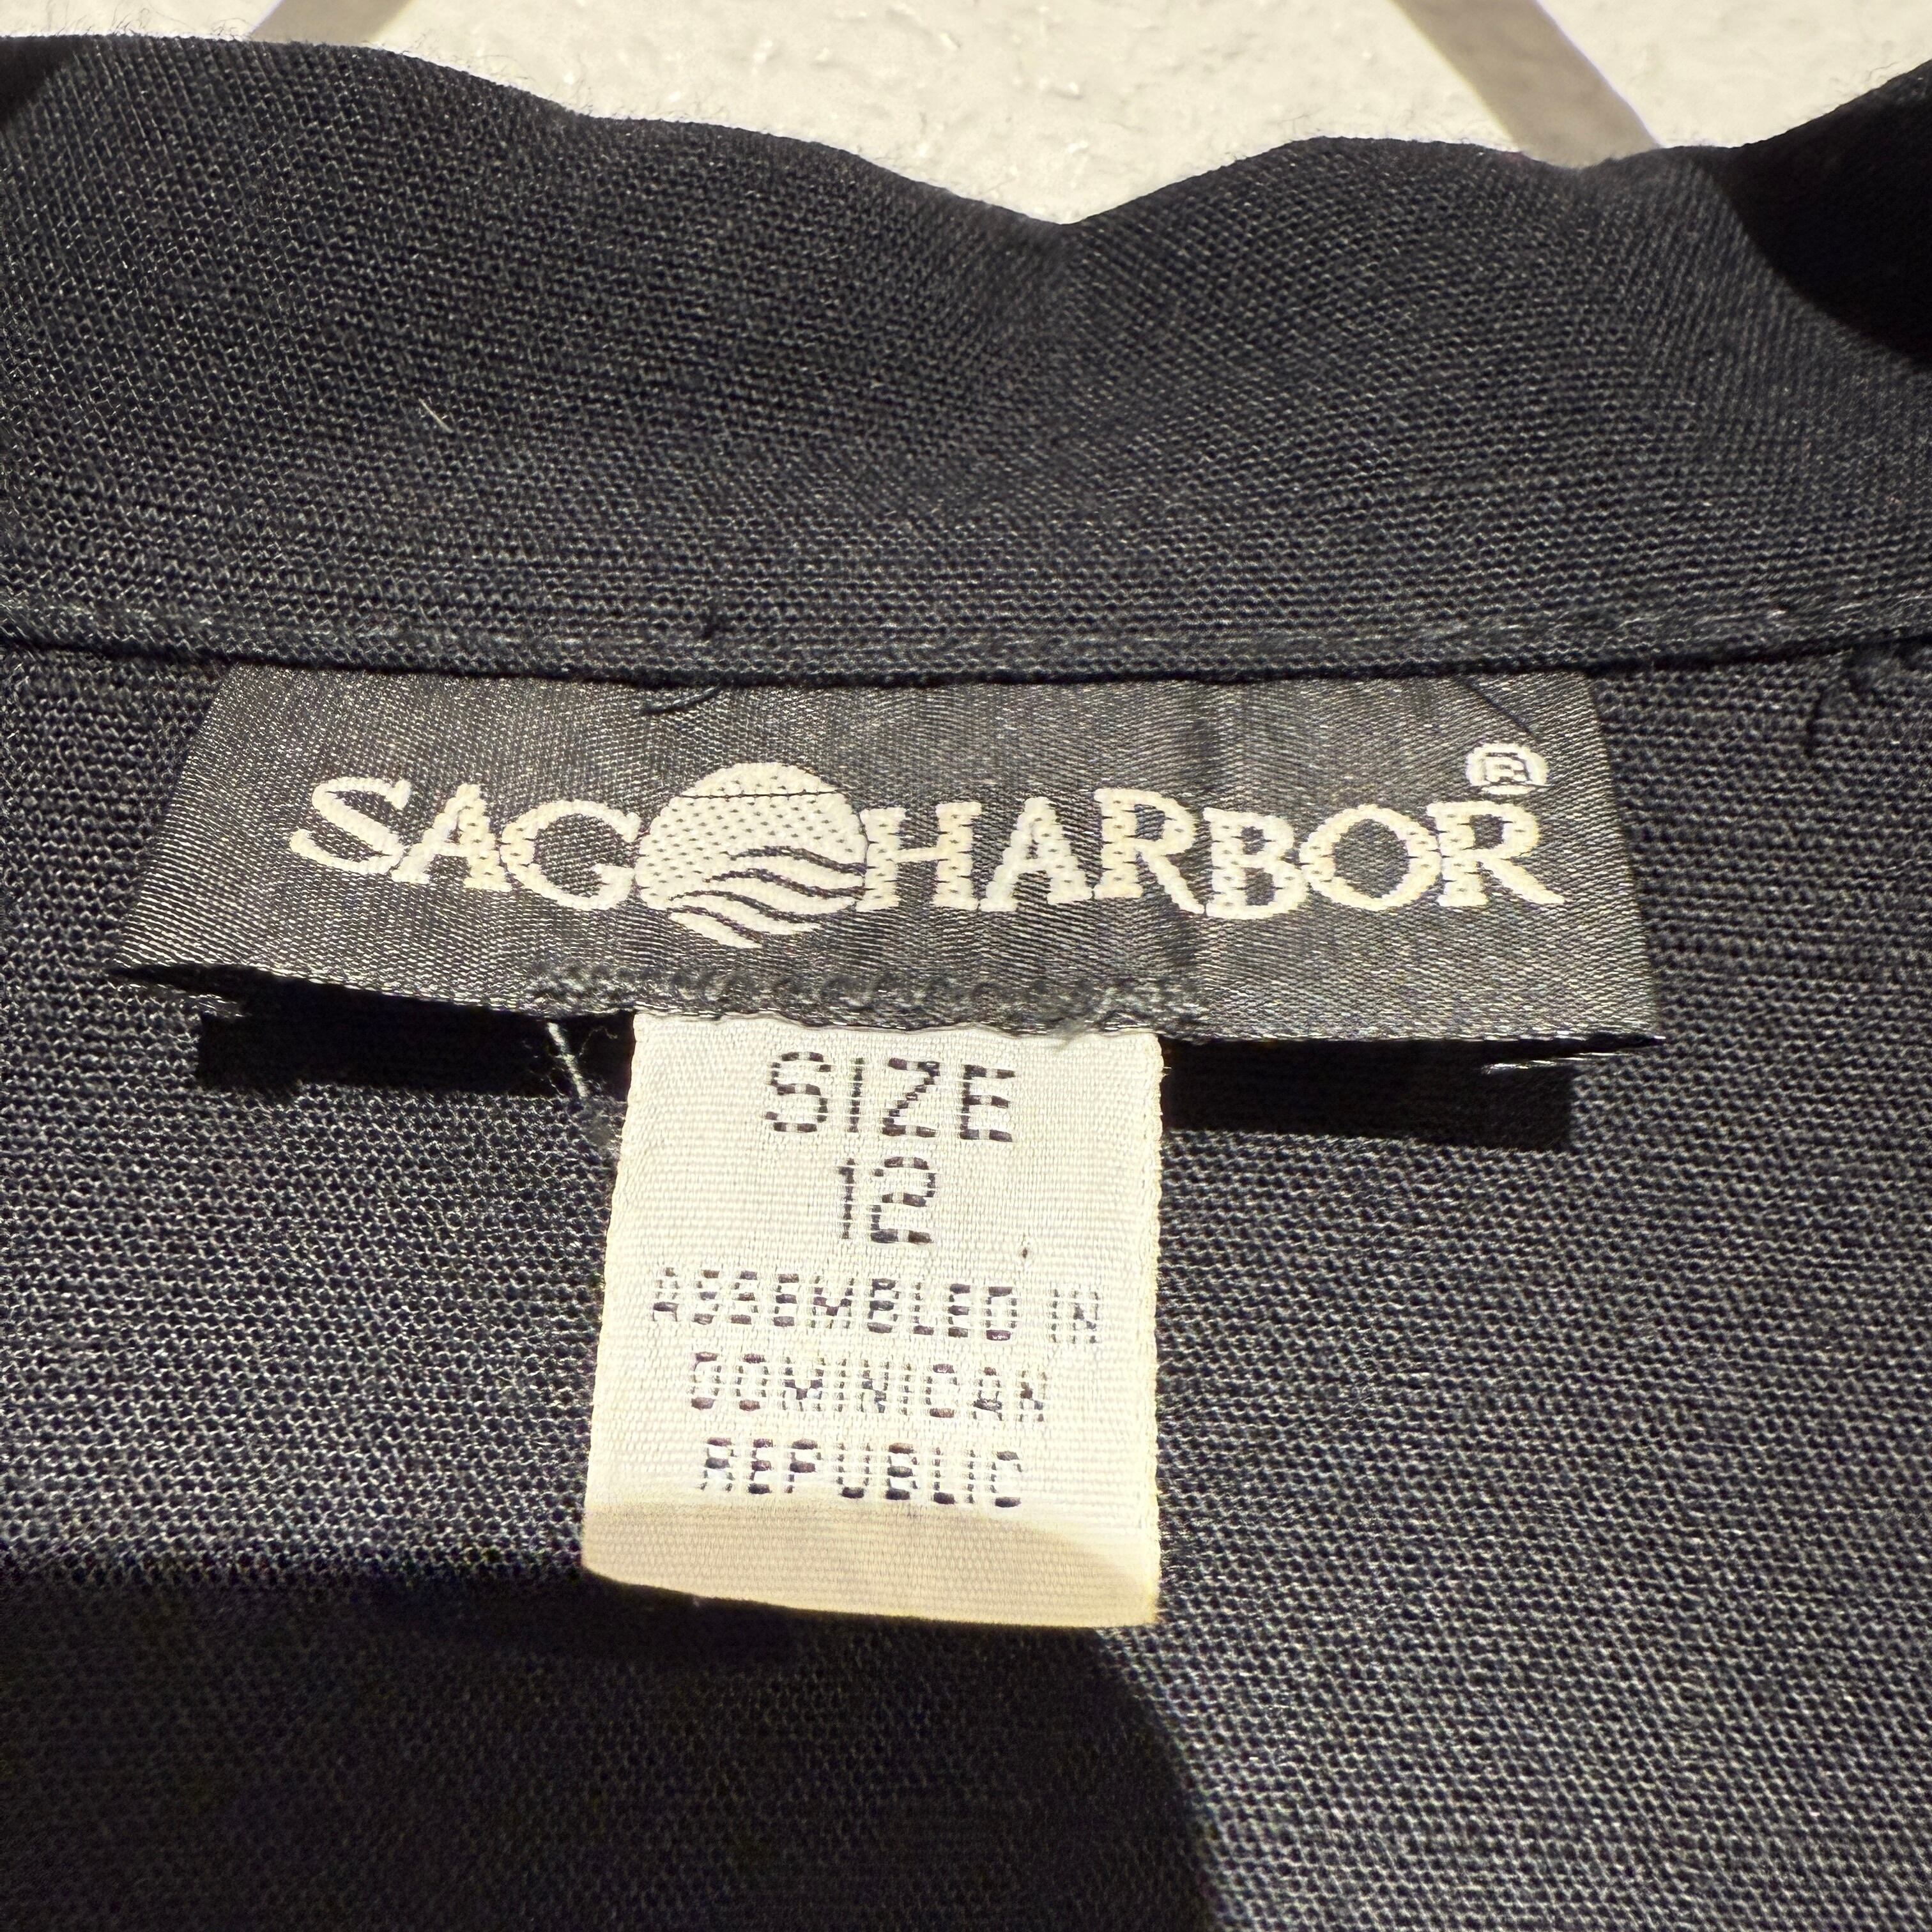 SAG HARBOR®
SIZE
12
ASSEMBLED IN
DOMINICAN
REPUBLIC